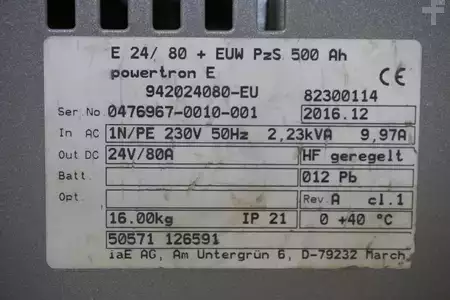 E 24/ 80 + EUW PzS 500 Ah
powertron E
942024080-EU 82300114 CE
Ser.No. 0476967-0010-001 2016.12
In AC 1N/PE 230V 50Hz 2,23kVA 9,97A
Out DC 24V/80A HF geregelt
Batt. 012 Pb
Opt. Rev. A cl.1
16.00kg IP 21 0 +40 °C
50571 126591
iaE AG, Am Untergrün 6, D-79232 March